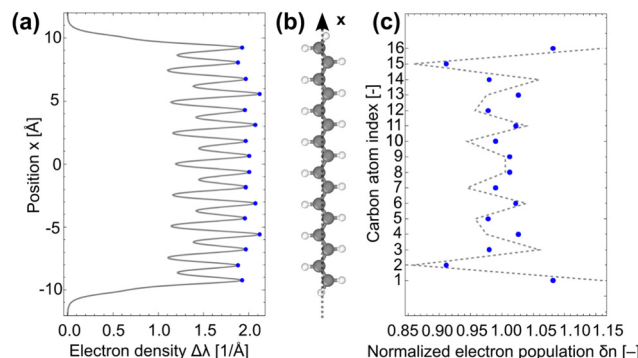 (a)
10
5
0
-5
-10
Position x [Å]
0.0
0.5
1.0
1.5
2.0
Electron density Δλ [1/Å]
(b)
x
(c)
16
15
14
13
12
11
10
9
8
7
6
5
4
3
2
1
Carbon atom index [-]
0.85 0.90 0.95 1.00 1.05 1.10 1.15
Normalized electron population δn [–]